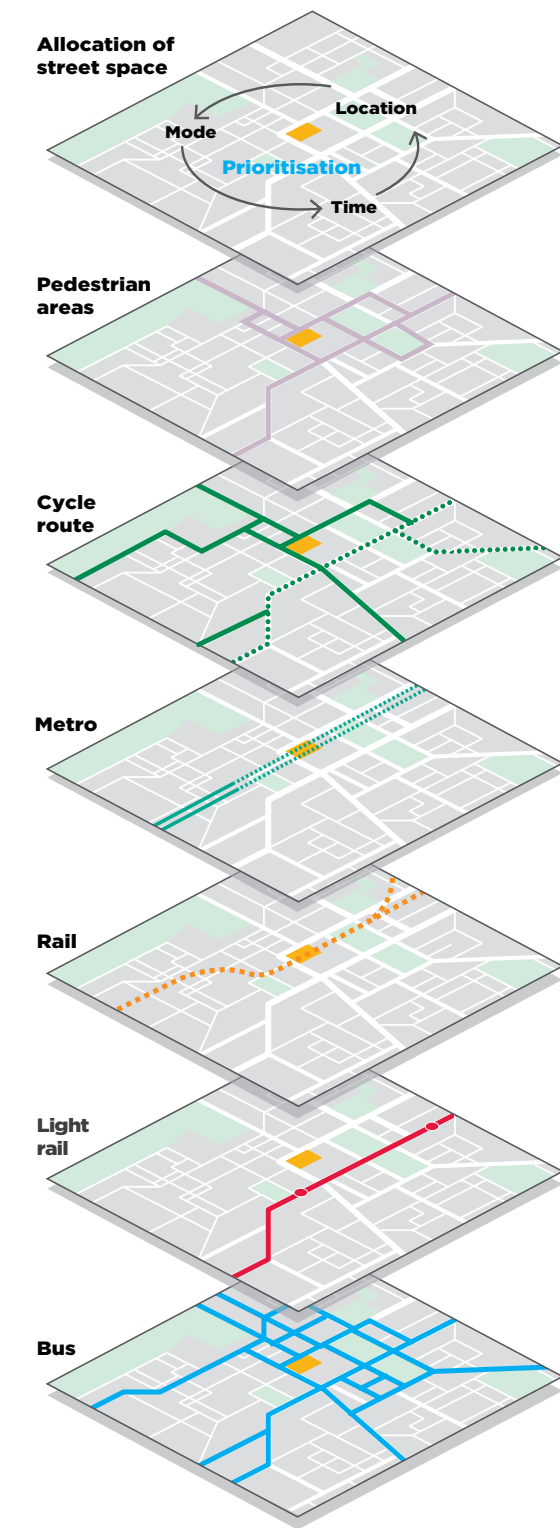 Allocation of
street space
Location
Mode
Prioritisation
Time
Pedestrian
areas
Cycle
route
Metro
Rail
Light
rail
Bus